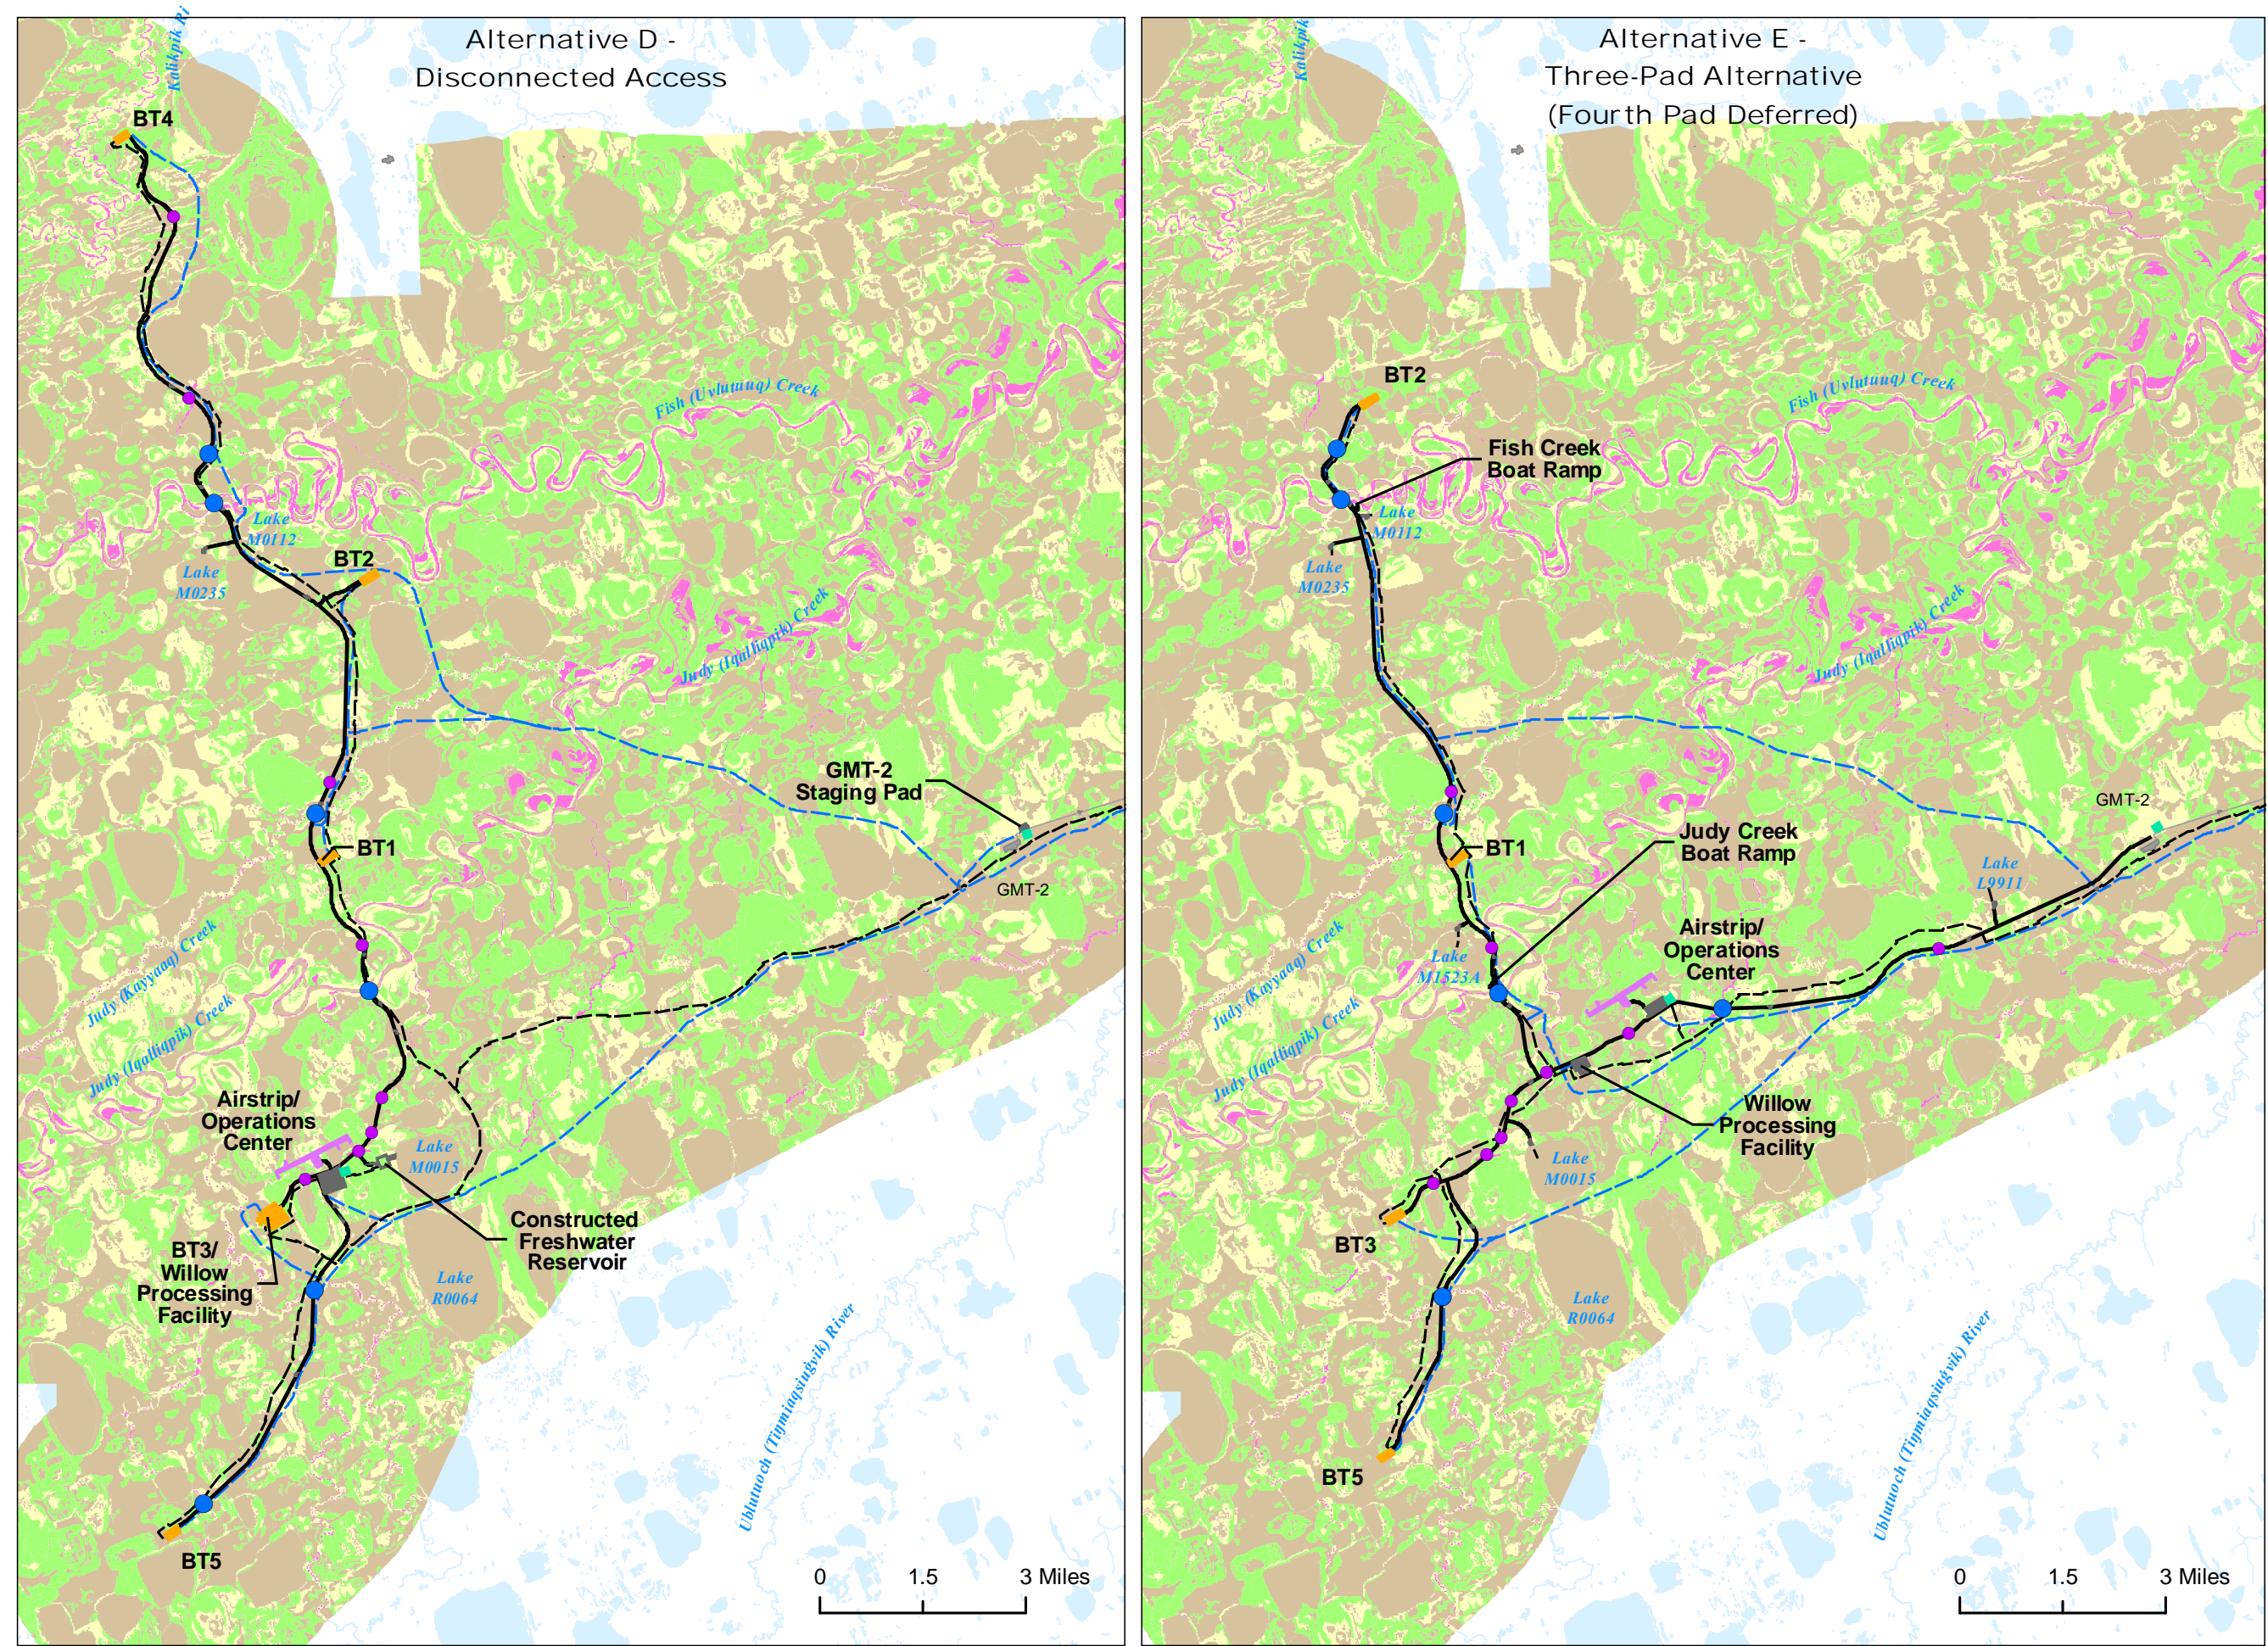 Alternative D -
Disconnected Access
Kalikpik Ri
BT4
Fish (Uvlutuuq) Creek
Lake
M0112
BT2
Lake
M0235
Judy (Iqalliqpik) Creek
GMT-2
Staging Pad
BT1
GMT-2
Judy (Kayyaaq) Creek
Judy (Iqalliqpik) Creek
Airstrip/
Operations
Center
Lake
M0015
Constructed
Freshwater
Reservoir
BT3/
Willow
Processing
Facility
Lake
R0064
Ublutuoch (Tiŋmiaqsiuġvik) River
BT5
0 1.5 3 Miles
Alternative E -
Three-Pad Alternative
(Fourth Pad Deferred)
Kalikpik
BT2
Fish (Uvlutuuq) Creek
Fish Creek
Boat Ramp
Lake
M0112
Lake
M0235
Judy (Iqalliqpik) Creek
GMT-2
Judy Creek
Boat Ramp
BT1
Lake
L9911
Airstrip/
Operations
Center
Lake
M1523A
Judy (Kayyaaq) Creek
Judy (Iqalliqpik) Creek
Willow
Processing
Facility
Lake
M0015
BT3
Lake
R0064
Ublutuoch (Tiŋmiaqsiuġvik) River
BT5
0 1.5 3 Miles